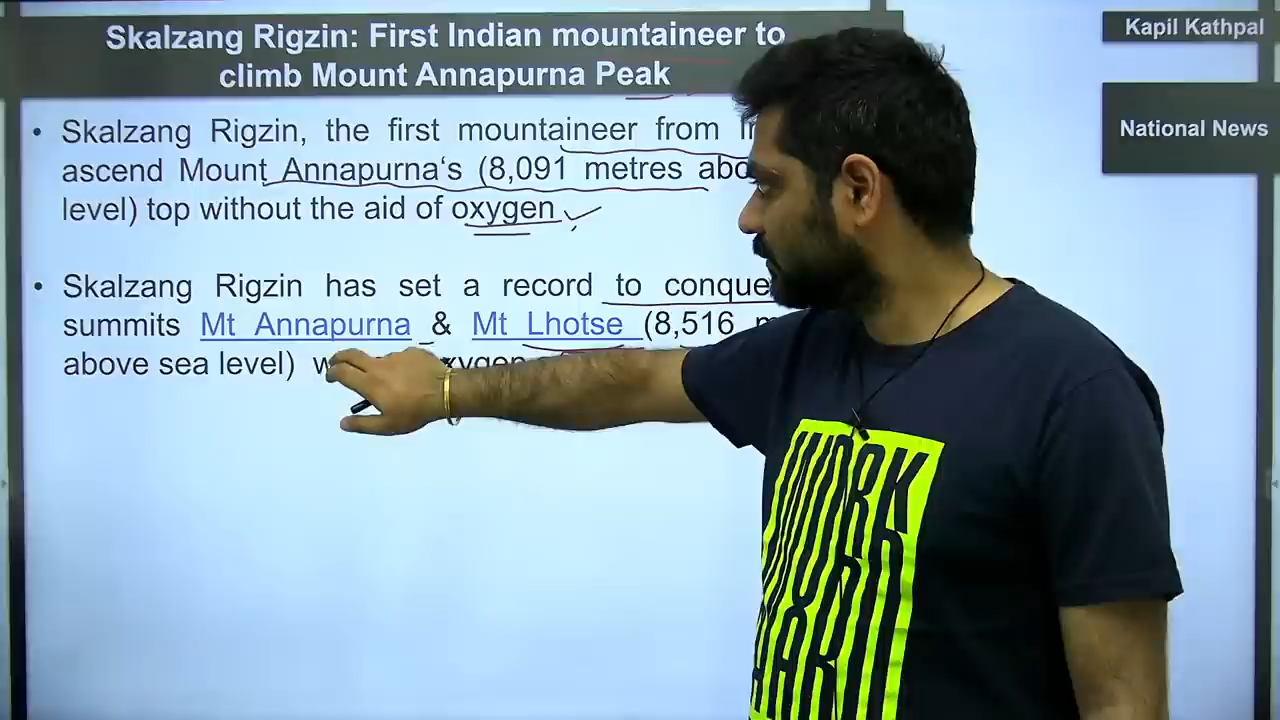 Skalzang Rigzin: First Indian mountaineer to
climb Mount Annapurna Peak
Kapil Kathpal
National News
• Skalzang Rigzin, the first mountaineer from
ascend Mount Annapurna‘s (8,091 metres
level) top without the aid of oxygen
• Skalzang Rigzin has set a record to
summits Mt Annapurna & Mt Lhotse (8,516
above sea level)
WORK
HARD